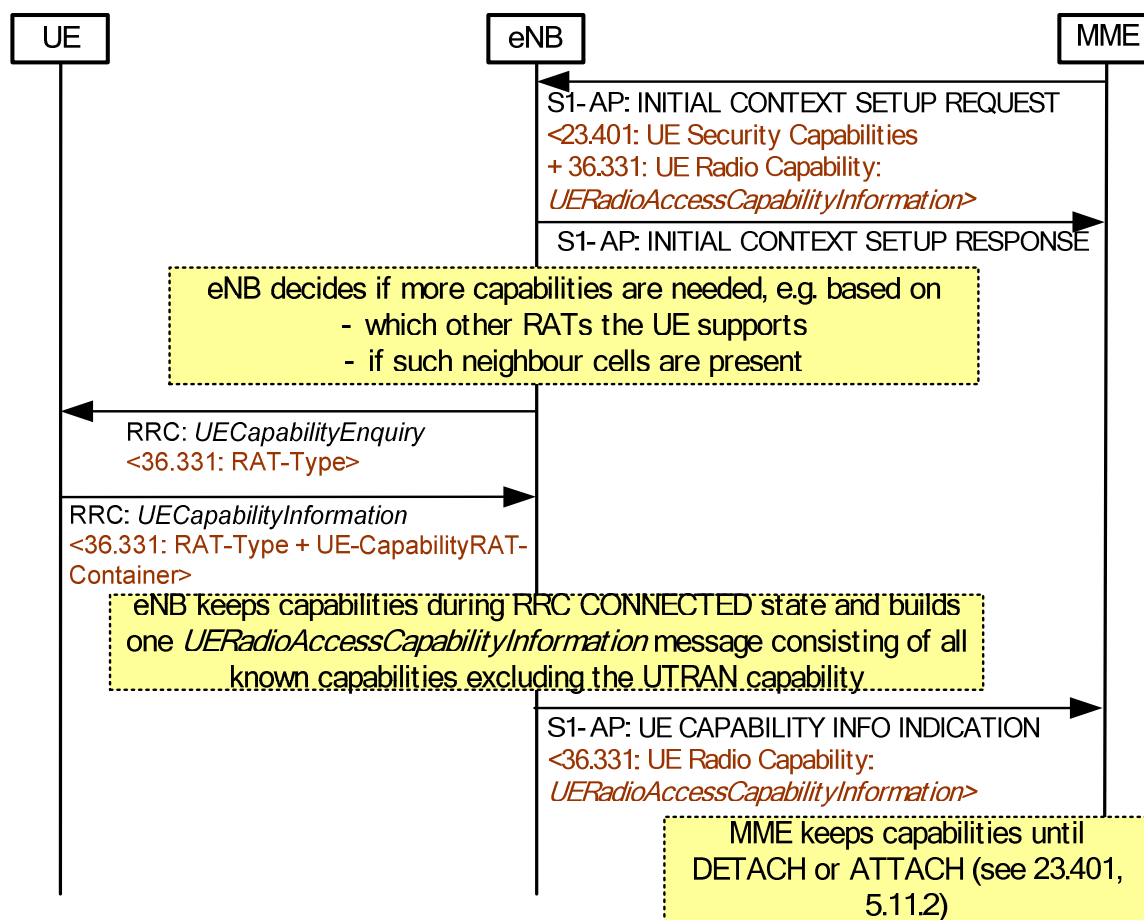 UE
eNB
MME
S1-AP: INITIAL CONTEXT SETUP REQUEST
<23.401: UE Security Capabilities
+ 36.331: UE Radio Capability:
UERadioAccessCapabilityInformation>
S1-AP: INITIAL CONTEXT SETUP RESPONSE
eNB decides if more capabilities are needed, e.g. based on
- which other RATs the UE supports
- if such neighbour cells are present
RRC: UECapabilityEnquiry
<36.331: RAT-Type>
RRC: UECapabilityInformation
<36.331: RAT-Type + UE-CapabilityRAT-
Container>
eNB keeps capabilities during RRC CONNECTED state and builds
one UERadioAccessCapabilityInformation message consisting of all
known capabilities excluding the UTRAN capability
S1-AP: UE CAPABILITY INFO INDICATION
<36.331: UE Radio Capability:
UERadioAccessCapabilityInformation>
MME keeps capabilities until
DETACH or ATTACH (see 23.401,
5.11.2)